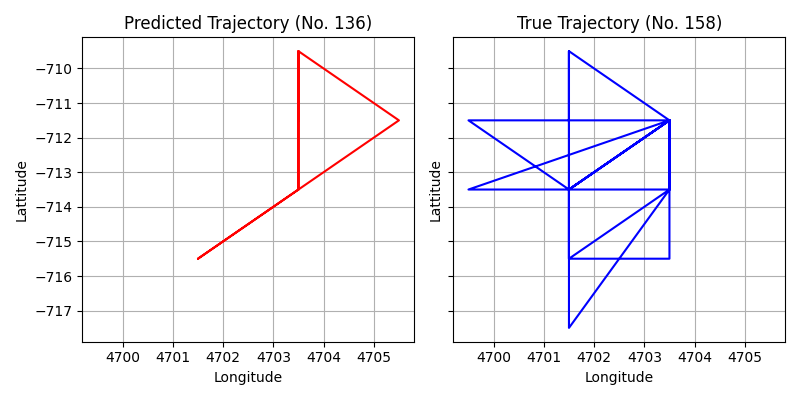 Predicted Trajectory (No. 136)
True Trajectory (No. 158)
−710
−711
−712
−713
−714
−715
−716
−717
Lattitude
Lattitude
4700 4701 4702 4703 4704 4705
4700 4701 4702 4703 4704 4705
Longitude
Longitude